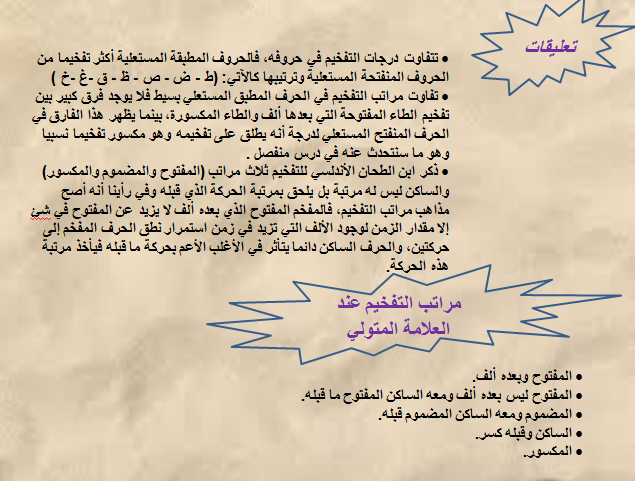 تعليقات
• تتفاوت درجات التفخيم في حروفه، فالحروف المطبقة المستعلية أكثر تفخيما من
الحروف المنفتحة المستعلية وترتيبها كالآتي: (ط - ض - ص - ظ - ق -غ -خ )
• تفاوت مراتب التفخيم في الحرف المطبق المستعلي بسيط فلا يوجد فرق كبير بين
تفخيم الطاء المفتوحة التي بعدها ألف والطاء المكسورة، بينما يظهر هذا الفارق في
الحرف المنفتح المستعلي لدرجة أنه يطلق على تفخيمه وهو مكسور تفخيما نسبيا
وهو ما سنتحدث عنه في درس منفصل .
• ذكر ابن الطحان الأندلسي للتفخيم ثلاث مراتب (المفتوح والمضموم والمكسور)
والساكن ليس له مرتبة بل يلحق بمرتبة الحركة الذي قبله وفي رأينا أنه أصح
مذاهب مراتب التفخيم، فالمفخم المفتوح الذي بعده ألف لا يزيد عن المفتوح في شئ
إلا مقدار الزمن لوجود الألف التي تزيد في زمن استمرار نطق الحرف المفخم إلى
حركتين، والحرف الساكن دائما يتأثر في الأغلب الأعم بحركة ما قبله فيأخذ مرتبة
هذه الحركة.
مراتب التفخيم عند
العلامة المتولي
• المفتوح وبعده ألف.
• المفتوح ليس بعده ألف ومعه الساكن المفتوح ما قبله.
• المضموم ومعه الساكن المضموم قبله.
• الساكن وقبله كسر.
• المكسور.